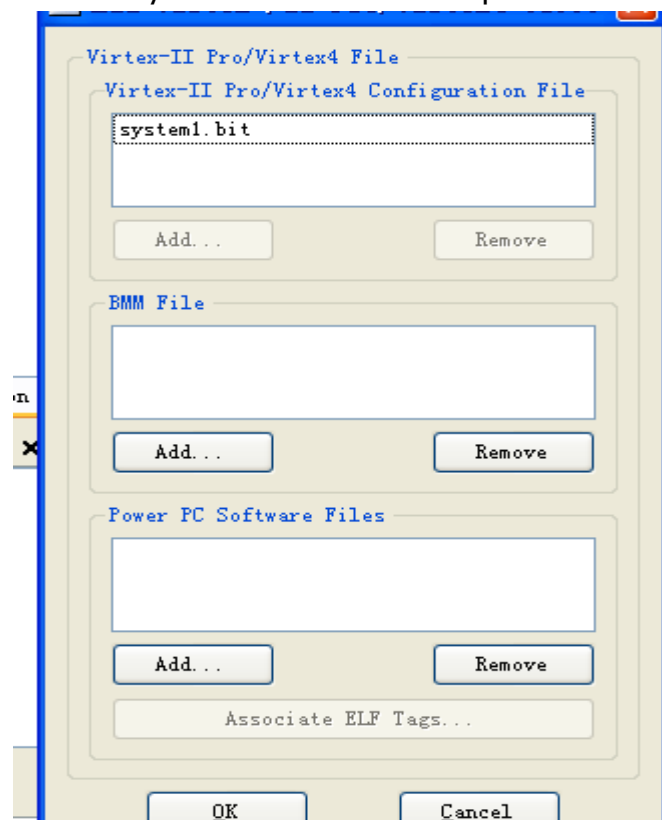 Virtex-II Pro/Virtex4 File
Virtex-II Pro/Virtex4 Configuration File
system1.bit
Add...
Remove
BMM File
on
Add...
Remove
Power PC Software Files
Add...
Remove
Associate ELF Tags...
OK
Cancel